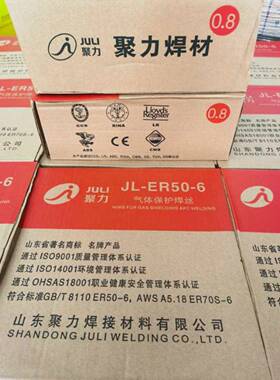 JULI
聚力
聚力焊材
0.8
Lloyd's
Register
LR
0.8
JULI
聚力
JL-ER50-6
气体保护焊丝
WIRE FOR GAS SHIELDING ARC WELDING
山东省著名商标 名牌产品
通过ISO9001质量管理体系认证
通过ISO14001环境管理体系认证
通过OHSAS18001职业健康安全管理体系认证
符合标准GB/T8110 ER50-6, AWS A5.18 ER70S-6
山东聚力焊接材料有限公司
SHANDONG JULI WELDING CO., LTD